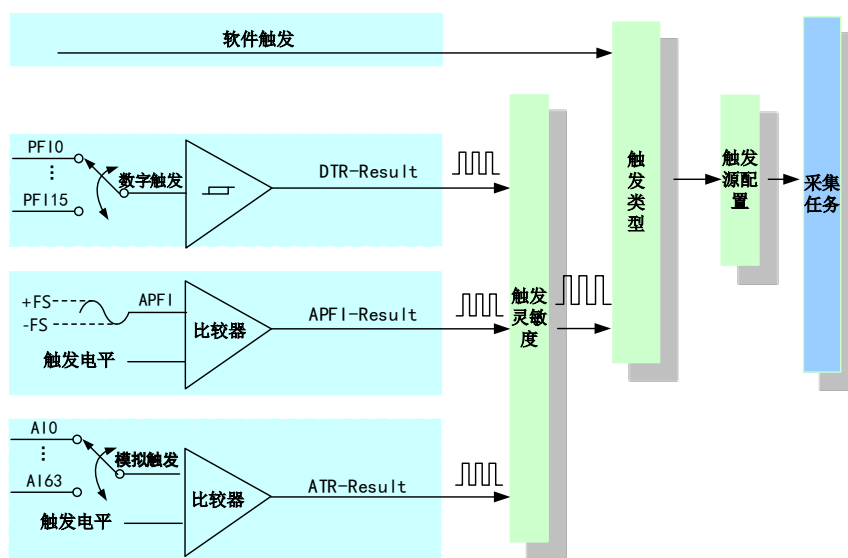 软件触发
PFI0
⋮
PFI15
数字触发
DTR-Result
+FS
-FS
APFI
触发电平
比较器
APFI-Result
AI0
⋮
AI63
模拟触发
触发电平
比较器
ATR-Result
触发
灵敏
度
触
发
类
型
触发
源配
置
采集
任务